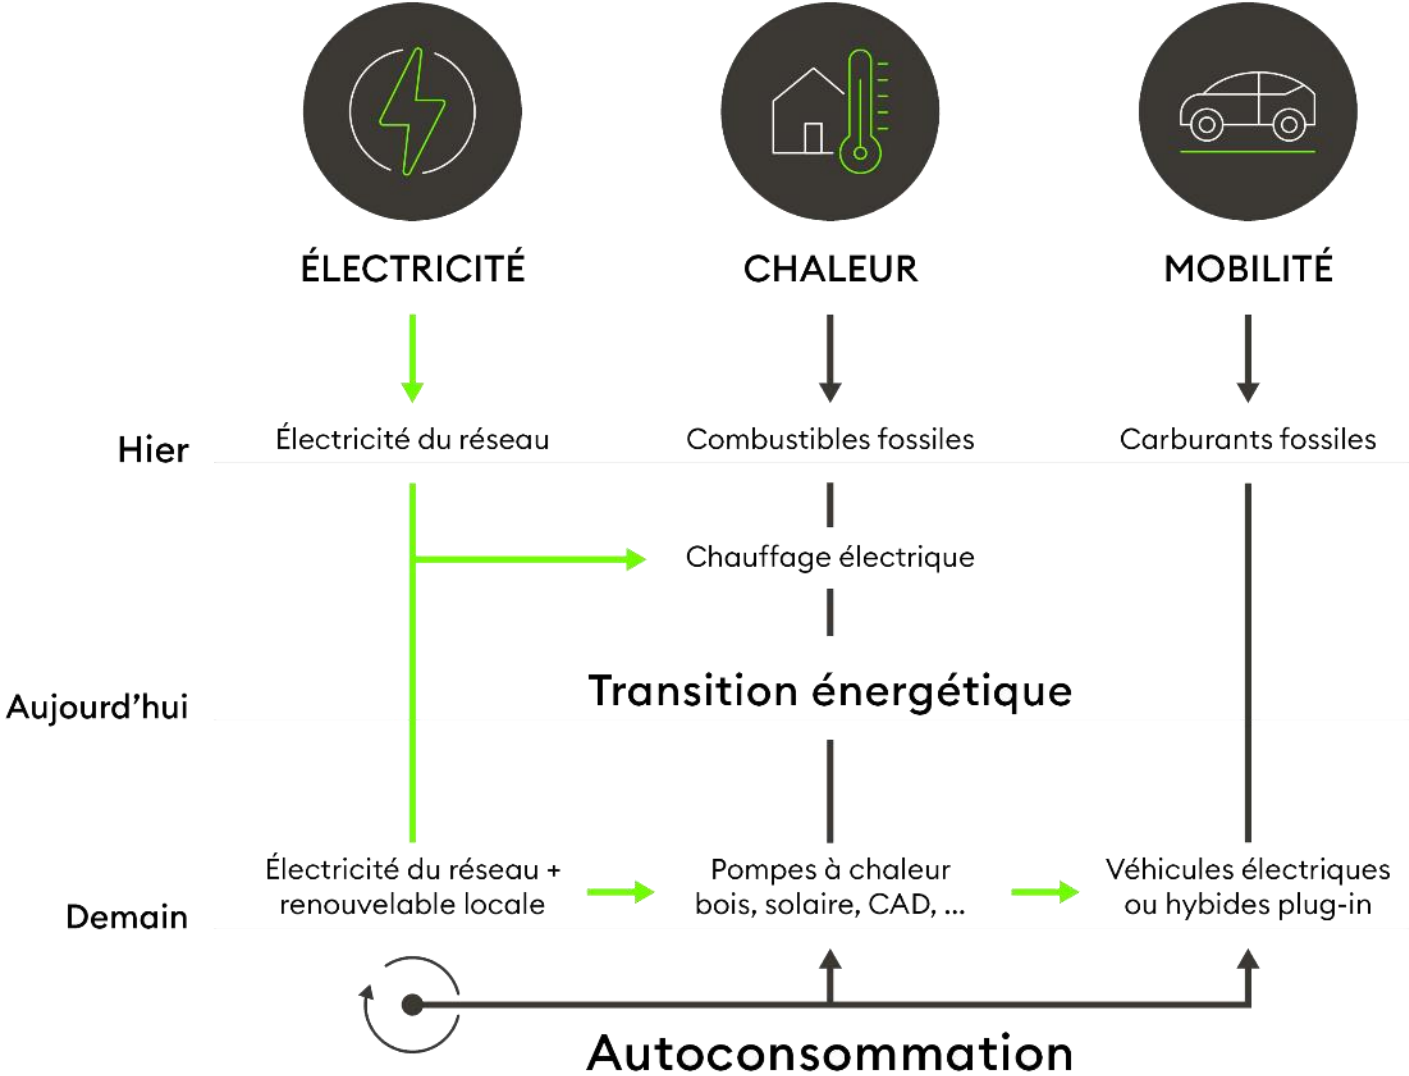 ÉLECTRICITÉ
CHALEUR
MOBILITÉ
Hier
Électricité du réseau
Combustibles fossiles
Carburants fossiles
Chauffage électrique
Aujourd'hui
Transition énergétique
Demain
Électricité du réseau +
renouvelable locale
Pompes à chaleur
bois, solaire, CAD, ...
Véhicules électriques
ou hybides plug-in
Autoconsommation